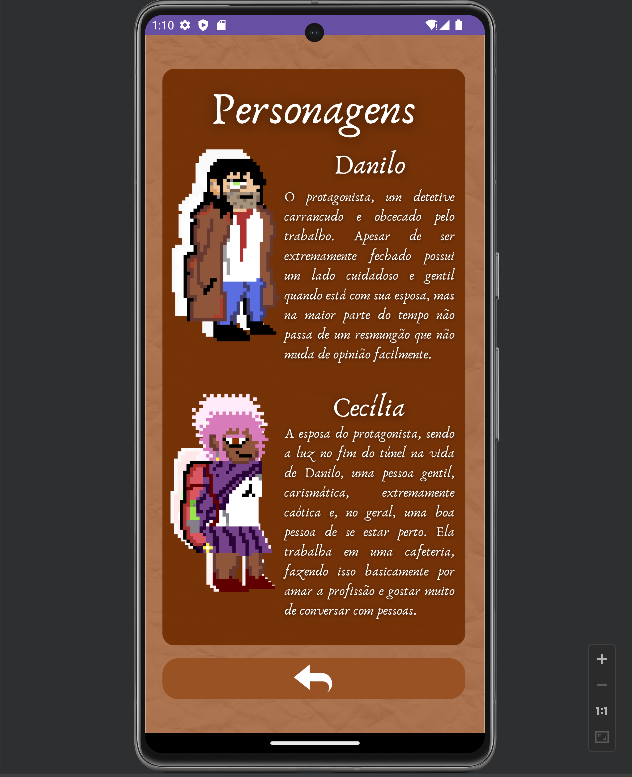 1:10
Personagens
Danilo
O protagonista, um detetive
carrancudo e obcecado pelo
trabalho. Apesar de ser
extremamente fechado possui
um lado cuidadoso e gentil
quando está com sua esposa, mas
na maior parte do tempo não
passa de um resmungão que não
muda de opinião facilmente.
Cecília
A esposa do protagonista, sendo
a luz no fim do túnel na vida
de Danilo, uma pessoa gentil,
carismática, extremamente
caótica e, no geral, uma boa
pessoa de se estar perto. Ela
trabalha em uma cafeteria,
fazendo isso basicamente por
amar a profissão e gostar muito
de conversar com pessoas.
1:1